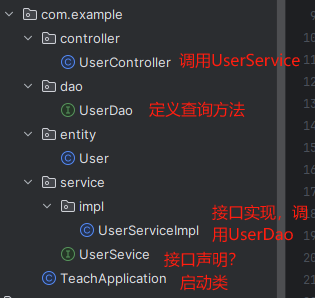 com.example
controller
UserController
调用UserService
dao
UserDao
定义查询方法
entity
User
service
impl
UserServiceImpl
接口实现，调
用UserDao
UserSevice
接口声明？
TeachApplication
启动类